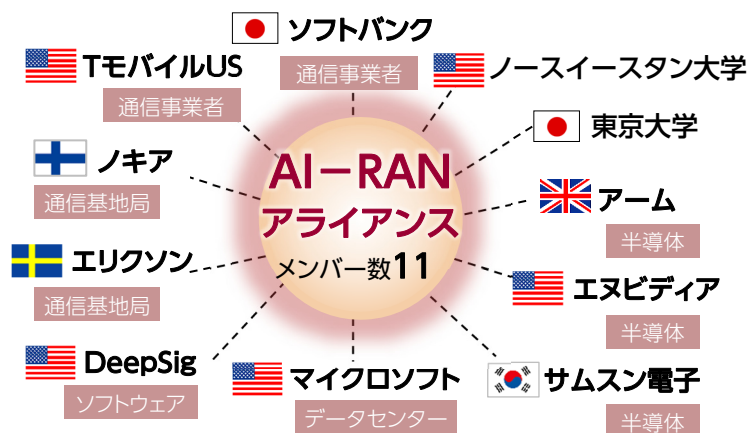 ソフトバンク
通信事業者
TモバイルUS
通信事業者
ノースイースタン大学
東京大学
ノキア
通信基地局
AI－RAN
アライアンス
メンバー数11
アーム
半導体
エリクソン
通信基地局
エヌビディア
半導体
DeepSig
ソフトウェア
マイクロソフト
データセンター
サムスン電子
半導体